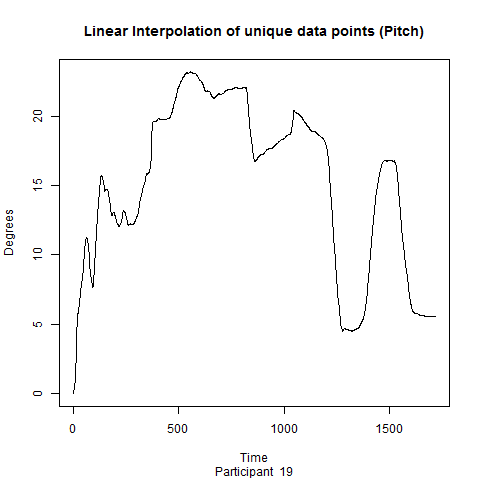 Linear Interpolation of unique data points (Pitch)
Degrees
20
15
10
5
0
0 500 1000 1500
Time
Participant 19